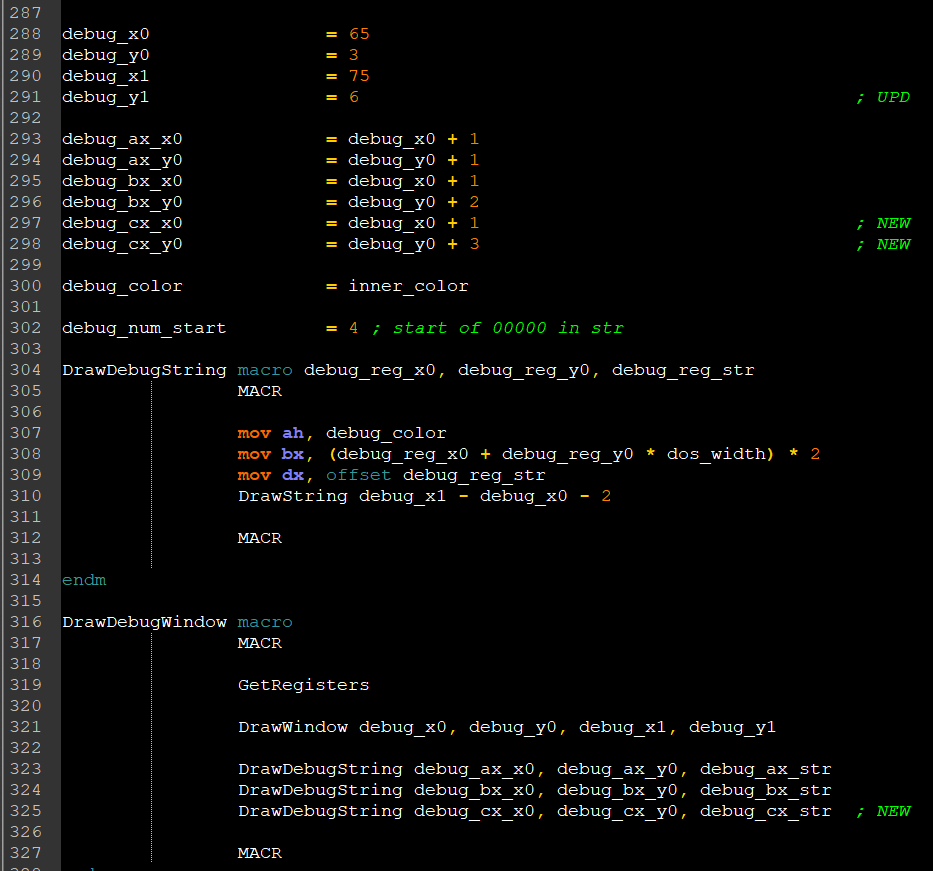 287
288 debug_x0 = 65
289 debug_y0 = 3
290 debug_x1 = 75
291 debug_y1 = 6 ; UPD
292
293 debug_ax_x0 = debug_x0 + 1
294 debug_ax_y0 = debug_y0 + 1
295 debug_bx_x0 = debug_x0 + 1
296 debug_bx_y0 = debug_y0 + 2
297 debug_cx_x0 = debug_x0 + 1 ; NEW
298 debug_cx_y0 = debug_y0 + 3 ; NEW
299
300 debug_color = inner_color
301
302 debug_num_start = 4 ; start of 00000 in str
303
304 DrawDebugString macro debug_reg_x0, debug_reg_y0, debug_reg_str
305 MACR
306
307 mov ah, debug_color
308 mov bx, (debug_reg_x0 + debug_reg_y0 * dos_width) * 2
309 mov dx, offset debug_reg_str
310 DrawString debug_x1 - debug_x0 - 2
311
312 MACR
313
314 endm
315
316 DrawDebugWindow macro
317 MACR
318
319 GetRegisters
320
321 DrawWindow debug_x0, debug_y0, debug_x1, debug_y1
322
323 DrawDebugString debug_ax_x0, debug_ax_y0, debug_ax_str
324 DrawDebugString debug_bx_x0, debug_bx_y0, debug_bx_str
325 DrawDebugString debug_cx_x0, debug_cx_y0, debug_cx_str ; NEW
326
327 MACR